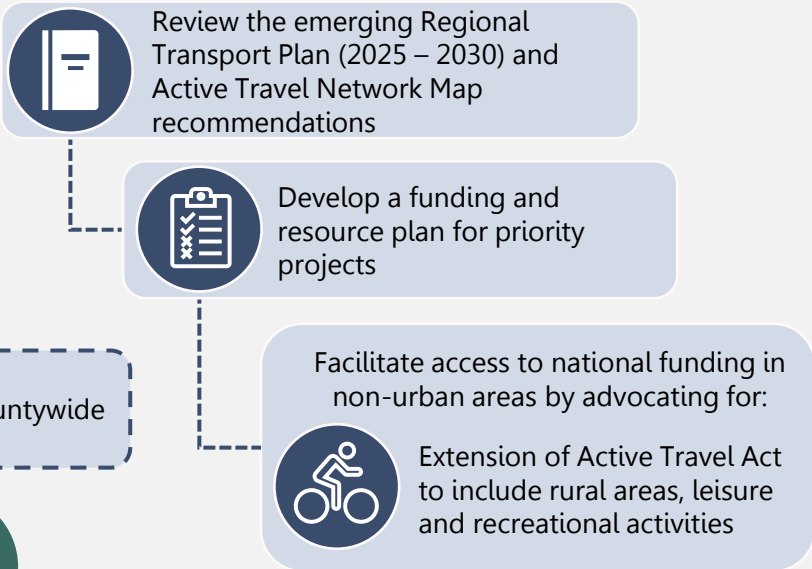 Review the emerging Regional
Transport Plan (2025 – 2030) and
Active Travel Network Map
recommendations
Develop a funding and
resource plan for priority
projects
Facilitate access to national funding in
non-urban areas by advocating for:
Extension of Active Travel Act
to include rural areas, leisure
and recreational activities